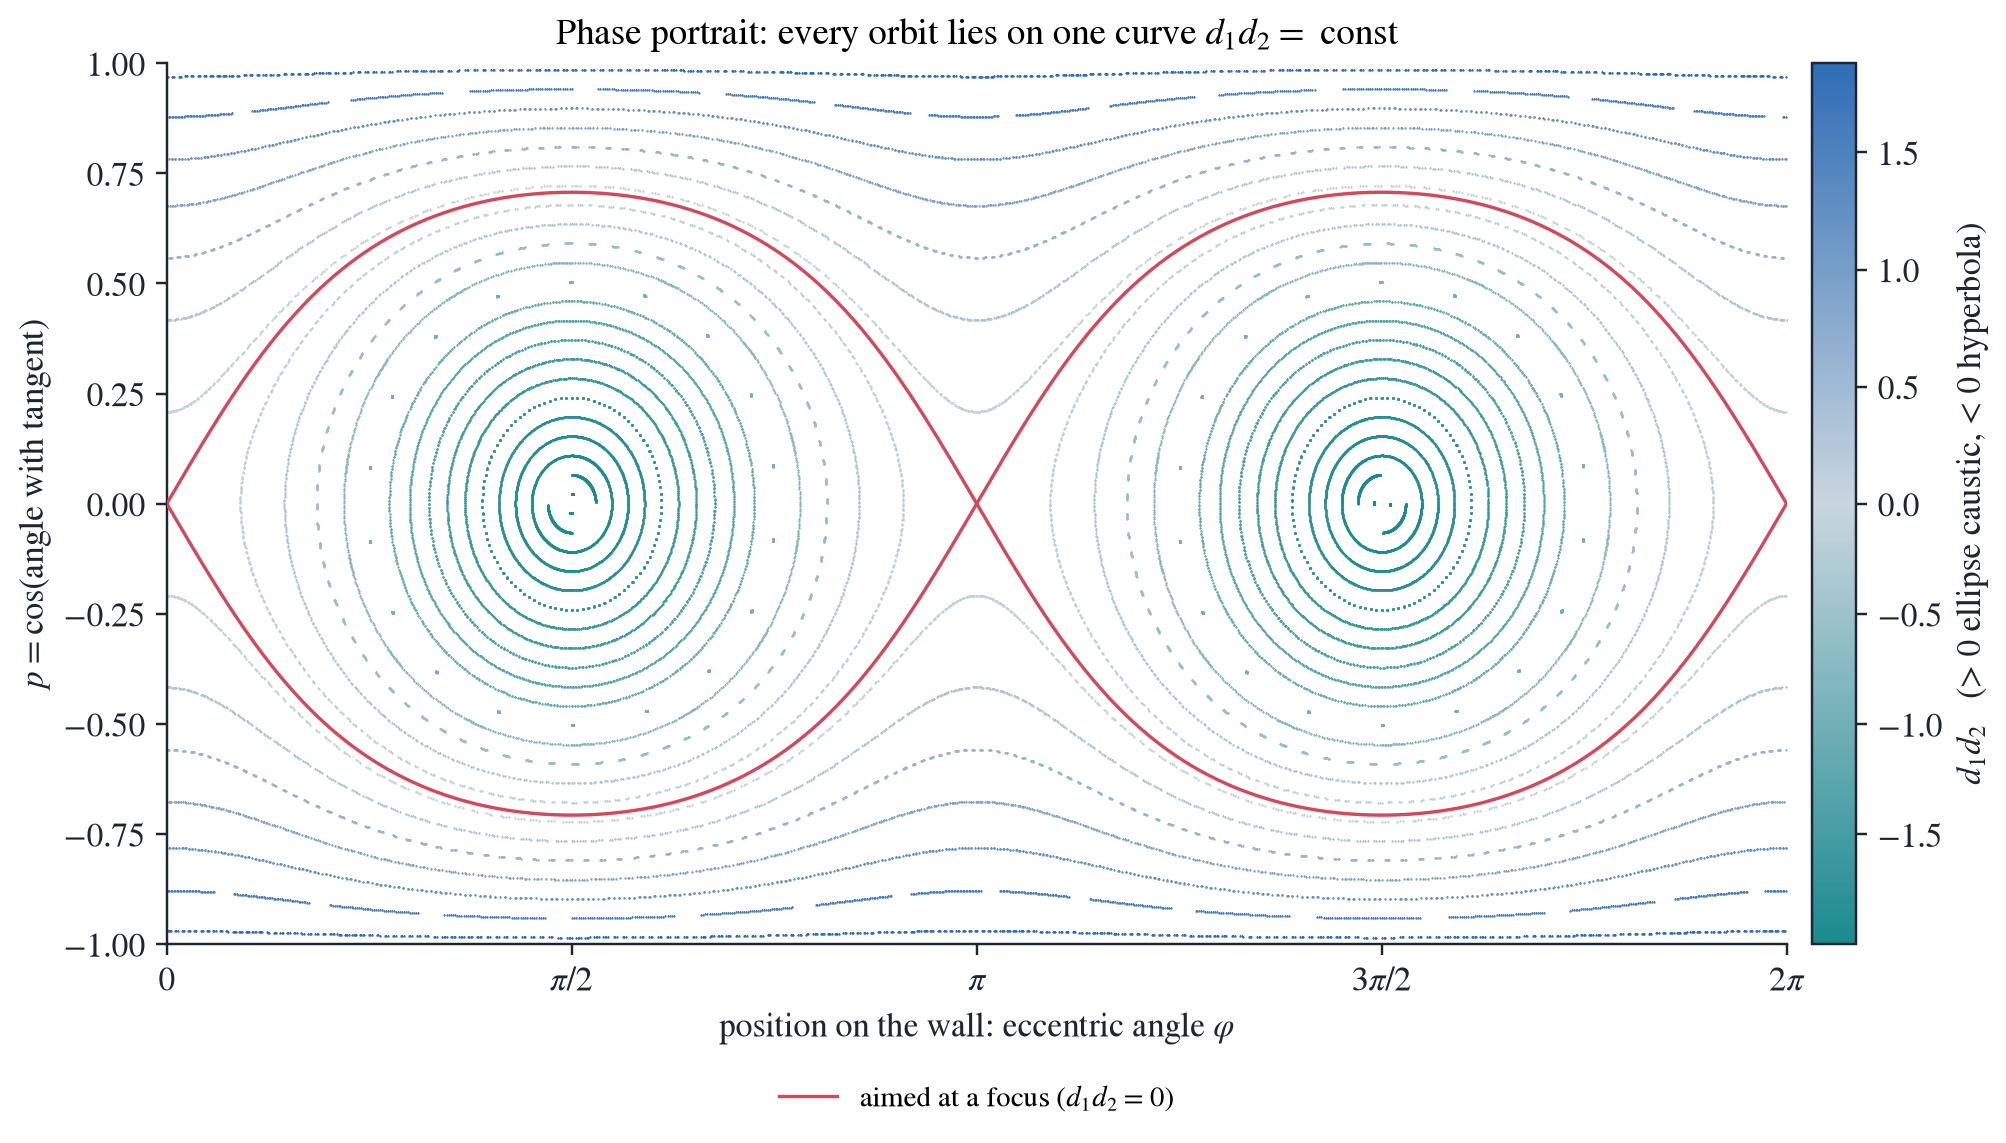 Phase portrait: every orbit lies on one curve d₁d₂ = const
1.00
0.75
0.50
0.25
0.00
−0.25
−0.50
−0.75
−1.00
p = cos(angle with tangent)
0
π/2
π
3π/2
2π
position on the wall: eccentric angle φ
1.5
1.0
0.5
0.0
−0.5
−1.0
−1.5
d₁d₂ (> 0 ellipse caustic, < 0 hyperbola)
aimed at a focus (d₁d₂ = 0)